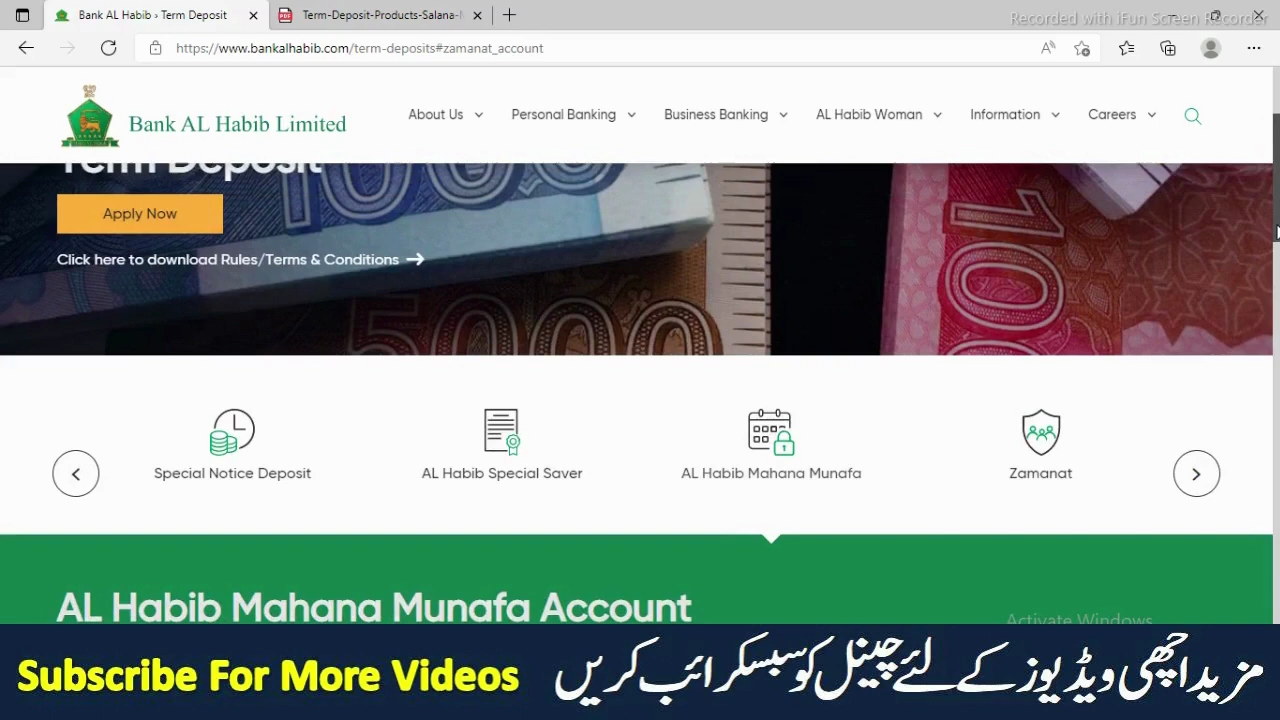 Bank AL Habib › Term Deposit
Term-Deposit-Products-Salana-
Recorded with iFun Screen Recorder
https://www.bankalhabib.com/term-deposits#zamanat_account
Bank AL Habib Limited
About Us
Personal Banking
Business Banking
AL Habib Woman
Information
Careers
Term Deposit
Apply Now
Click here to download Rules/Terms & Conditions
1000
5000
100
Special Notice Deposit
AL Habib Special Saver
AL Habib Mahana Munafa
Zamanat
AL Habib Mahana Munafa Account
Activate Windows
Subscribe For More Videos
مزید اچھی ویڈیوز کے لئے چینل کو سبسکرائب کریں